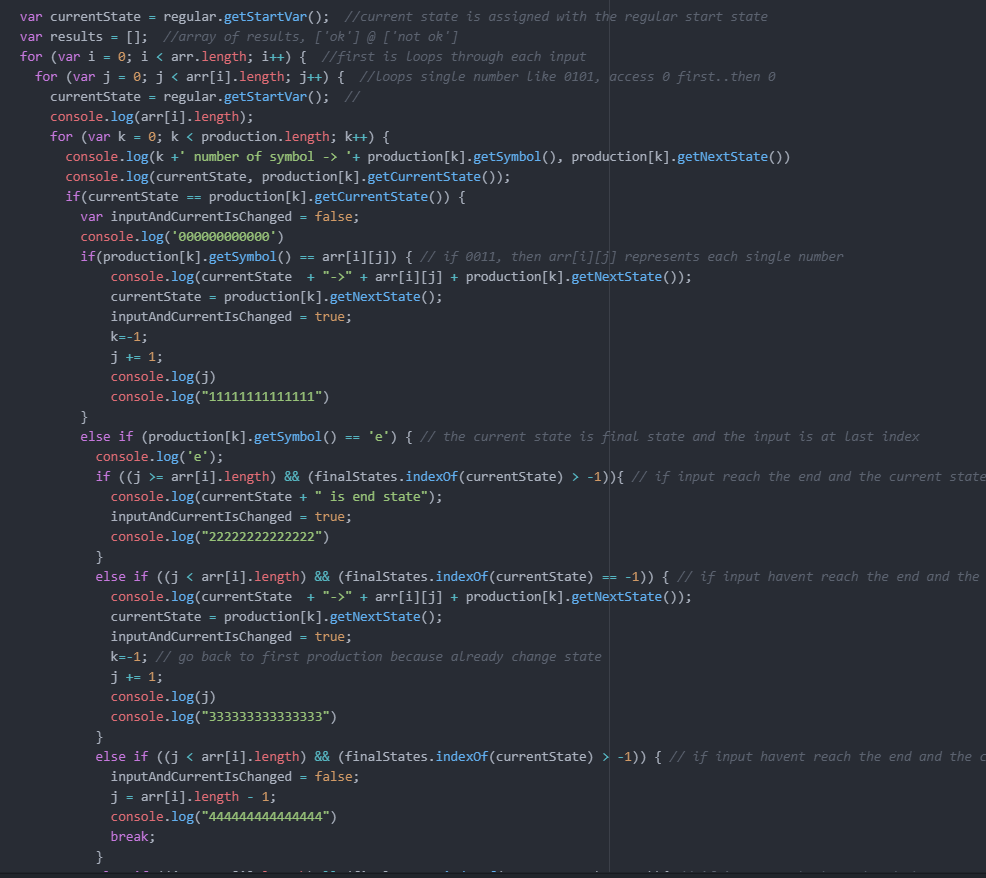 var currentState = regular.getStartVar();  //current state is assigned with the regular start state
var results = [];  //array of results, ['ok'] @ ['not ok']
for (var i = 0; i < arr.length; i++) {  //first is loops through each input
  for (var j = 0; j < arr[i].length; j++) {  //loops single number like 0101, access 0 first..then 0
    currentState = regular.getStartVar();  //
    console.log(arr[i].length);
    for (var k = 0; k < production.length; k++) {
      console.log(k +' number of symbol -> '+ production[k].getSymbol(), production[k].getNextState())
      console.log(currentState, production[k].getCurrentState());
      if(currentState == production[k].getCurrentState()) {
        var inputAndCurrentIsChanged = false;
        console.log('000000000000')
        if(production[k].getSymbol() == arr[i][j]) { // if 0011, then arr[i][j] represents each single number
            console.log(currentState  + "->" + arr[i][j] + production[k].getNextState());
            currentState = production[k].getNextState();
            inputAndCurrentIsChanged = true;
            k=-1;
            j += 1;
            console.log(j)
            console.log("11111111111111")
        }
        else if (production[k].getSymbol() == 'e') { // the current state is final state and the input is at last index
          console.log('e');
          if ((j >= arr[i].length) && (finalStates.indexOf(currentState) > -1)){ // if input reach the end and the current state
            console.log(currentState + " is end state");
            inputAndCurrentIsChanged = true;
            console.log("22222222222222")
          }
          else if ((j < arr[i].length) && (finalStates.indexOf(currentState) == -1)) { // if input havent reach the end and the
            console.log(currentState  + "->" + arr[i][j] + production[k].getNextState());
            currentState = production[k].getNextState();
            inputAndCurrentIsChanged = true;
            k=-1; // go back to first production because already change state
            j += 1;
            console.log(j)
            console.log("333333333333333")
          }
          else if ((j < arr[i].length) && (finalStates.indexOf(currentState) > -1)) { // if input havent reach the end and the c
            inputAndCurrentIsChanged = false;
            j = arr[i].length - 1;
            console.log("444444444444444")
            break;
          }